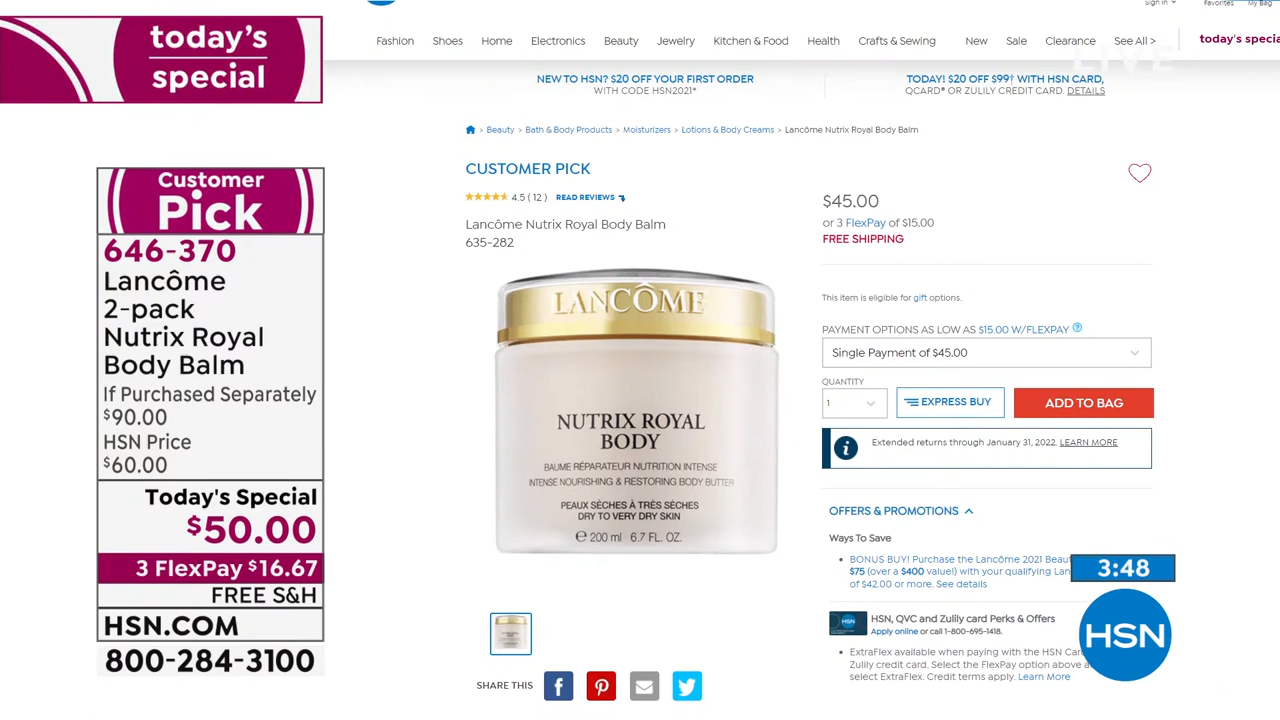 today's
special
Customer
Pick
646-370
Lancôme
2-pack
Nutrix Royal
Body Balm
If Purchased Separately
$90.00
HSN Price
$60.00
Today's Special
$50.00
3 FlexPay $16.67
FREE S&H
HSN.COM
800-284-3100
Sign in Favorites My Bag
Fashion Shoes Home Electronics Beauty Jewelry Kitchen & Food Health Crafts & Sewing New Sale Clearance See All > today's specia
LIVE
NEW TO HSN? $20 OFF YOUR FIRST ORDER
WITH CODE HSN2021*
TODAY! $20 OFF $99† WITH HSN CARD,
QCARD® OR ZULILY CREDIT CARD. DETAILS
> Beauty > Bath & Body Products > Moisturizers > Lotions & Body Creams > Lancôme Nutrix Royal Body Balm
CUSTOMER PICK
4.5 ( 12 ) READ REVIEWS
Lancôme Nutrix Royal Body Balm
635-282
LANCÔME
NUTRIX ROYAL
BODY
BAUME RÉPARATEUR NUTRITION INTENSE
INTENSE NOURISHING & RESTORING BODY BUTTER
PEAUX SÈCHES À TRÈS SÈCHES
DRY TO VERY DRY SKIN
℮ 200 ml 6.7 FL. OZ.
SHARE THIS
$45.00
or 3 FlexPay of $15.00
FREE SHIPPING
This item is eligible for gift options.
PAYMENT OPTIONS AS LOW AS $15.00 W/FLEXPAY ?
Single Payment of $45.00
QUANTITY
1
EXPRESS BUY
ADD TO BAG
Extended returns through January 31, 2022. LEARN MORE
OFFERS & PROMOTIONS
Ways To Save
• BONUS BUY! Purchase the Lancôme 2021 Beau
$75 (over a $400 value!) with your qualifying Lan
of $42.00 or more. See details
3:48
HSN
HSN, QVC and Zulily card Perks & Offers
Apply online or call 1-800-695-1418.
• ExtraFlex available when paying with the HSN Car
Zulily credit card. Select the FlexPay option above a
select ExtraFlex. Credit terms apply. Learn More
HSN